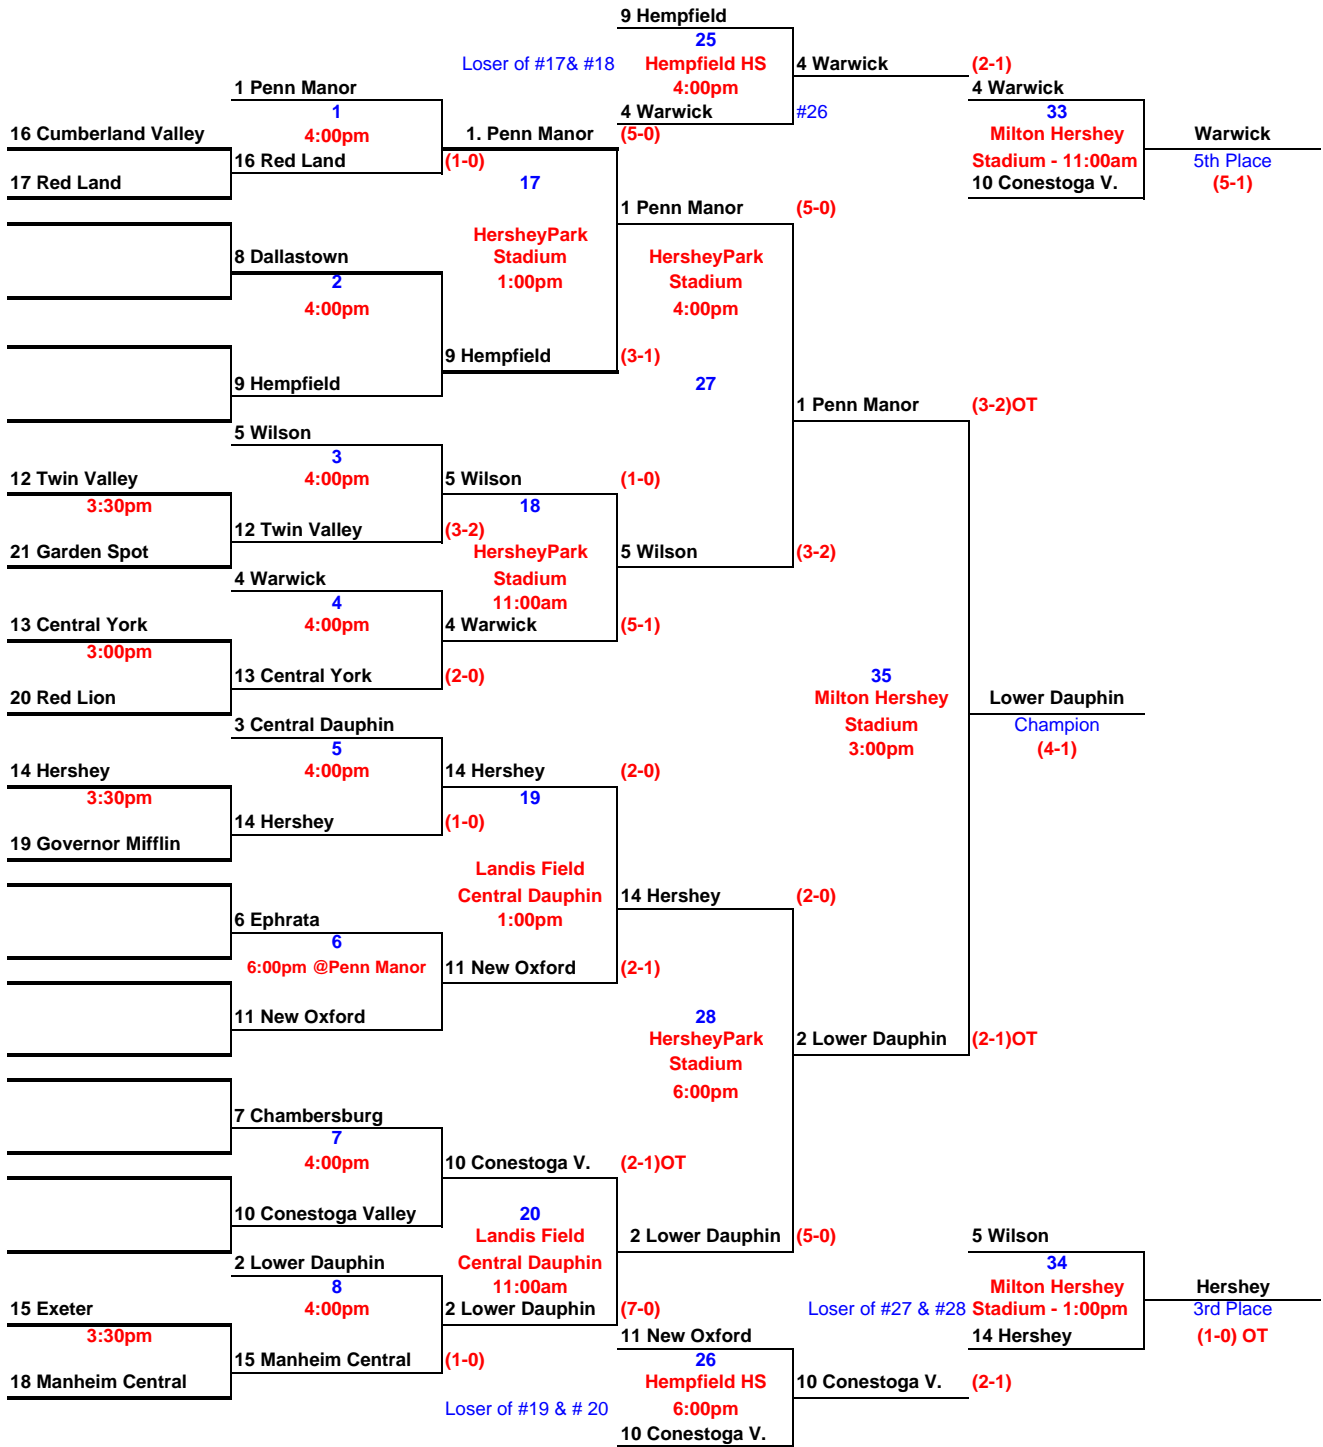 9 Hempfield
25
Loser of #17& #18
Hempfield HS
4 Warwick
(2-1)
1 Penn Manor
4:00pm
4 Warwick
1
4 Warwick
#26
33
16 Cumberland Valley
4:00pm
1. Penn Manor
(5-0)
Milton Hershey
Warwick
16 Red Land
(1-0)
Stadium - 11:00am
5th Place
17 Red Land
17
10 Conestoga V.
(5-1)
1 Penn Manor
(5-0)
HersheyPark
HersheyPark
8 Dallastown
Stadium
Stadium
2
1:00pm
4:00pm
4:00pm
9 Hempfield
(3-1)
9 Hempfield
27
1 Penn Manor
(3-2)OT
5 Wilson
3
12 Twin Valley
4:00pm
5 Wilson
(1-0)
3:30pm
18
12 Twin Valley
(3-2)
21 Garden Spot
HersheyPark
5 Wilson
(3-2)
4 Warwick
Stadium
4
11:00am
13 Central York
4:00pm
4 Warwick
(5-1)
3:00pm
13 Central York
(2-0)
35
20 Red Lion
Milton Hershey
Lower Dauphin
3 Central Dauphin
Stadium
Champion
5
3:00pm
(4-1)
14 Hershey
4:00pm
14 Hershey
(2-0)
3:30pm
19
14 Hershey
(1-0)
19 Governor Mifflin
Landis Field
Central Dauphin
14 Hershey
(2-0)
6 Ephrata
1:00pm
6
6:00pm @Penn Manor
11 New Oxford
(2-1)
11 New Oxford
28
HersheyPark
2 Lower Dauphin
(2-1)OT
Stadium
6:00pm
7 Chambersburg
7
4:00pm
10 Conestoga V.
(2-1)OT
10 Conestoga Valley
20
Landis Field
2 Lower Dauphin
(5-0)
5 Wilson
2 Lower Dauphin
Central Dauphin
34
8
11:00am
Milton Hershey
Hershey
15 Exeter
4:00pm
2 Lower Dauphin
(7-0)
Loser of #27 & #28
Stadium - 1:00pm
3rd Place
3:30pm
11 New Oxford
14 Hershey
(1-0) OT
15 Manheim Central
(1-0)
26
18 Manheim Central
Hempfield HS
10 Conestoga V.
(2-1)
Loser of #19 & # 20
6:00pm
10 Conestoga V.